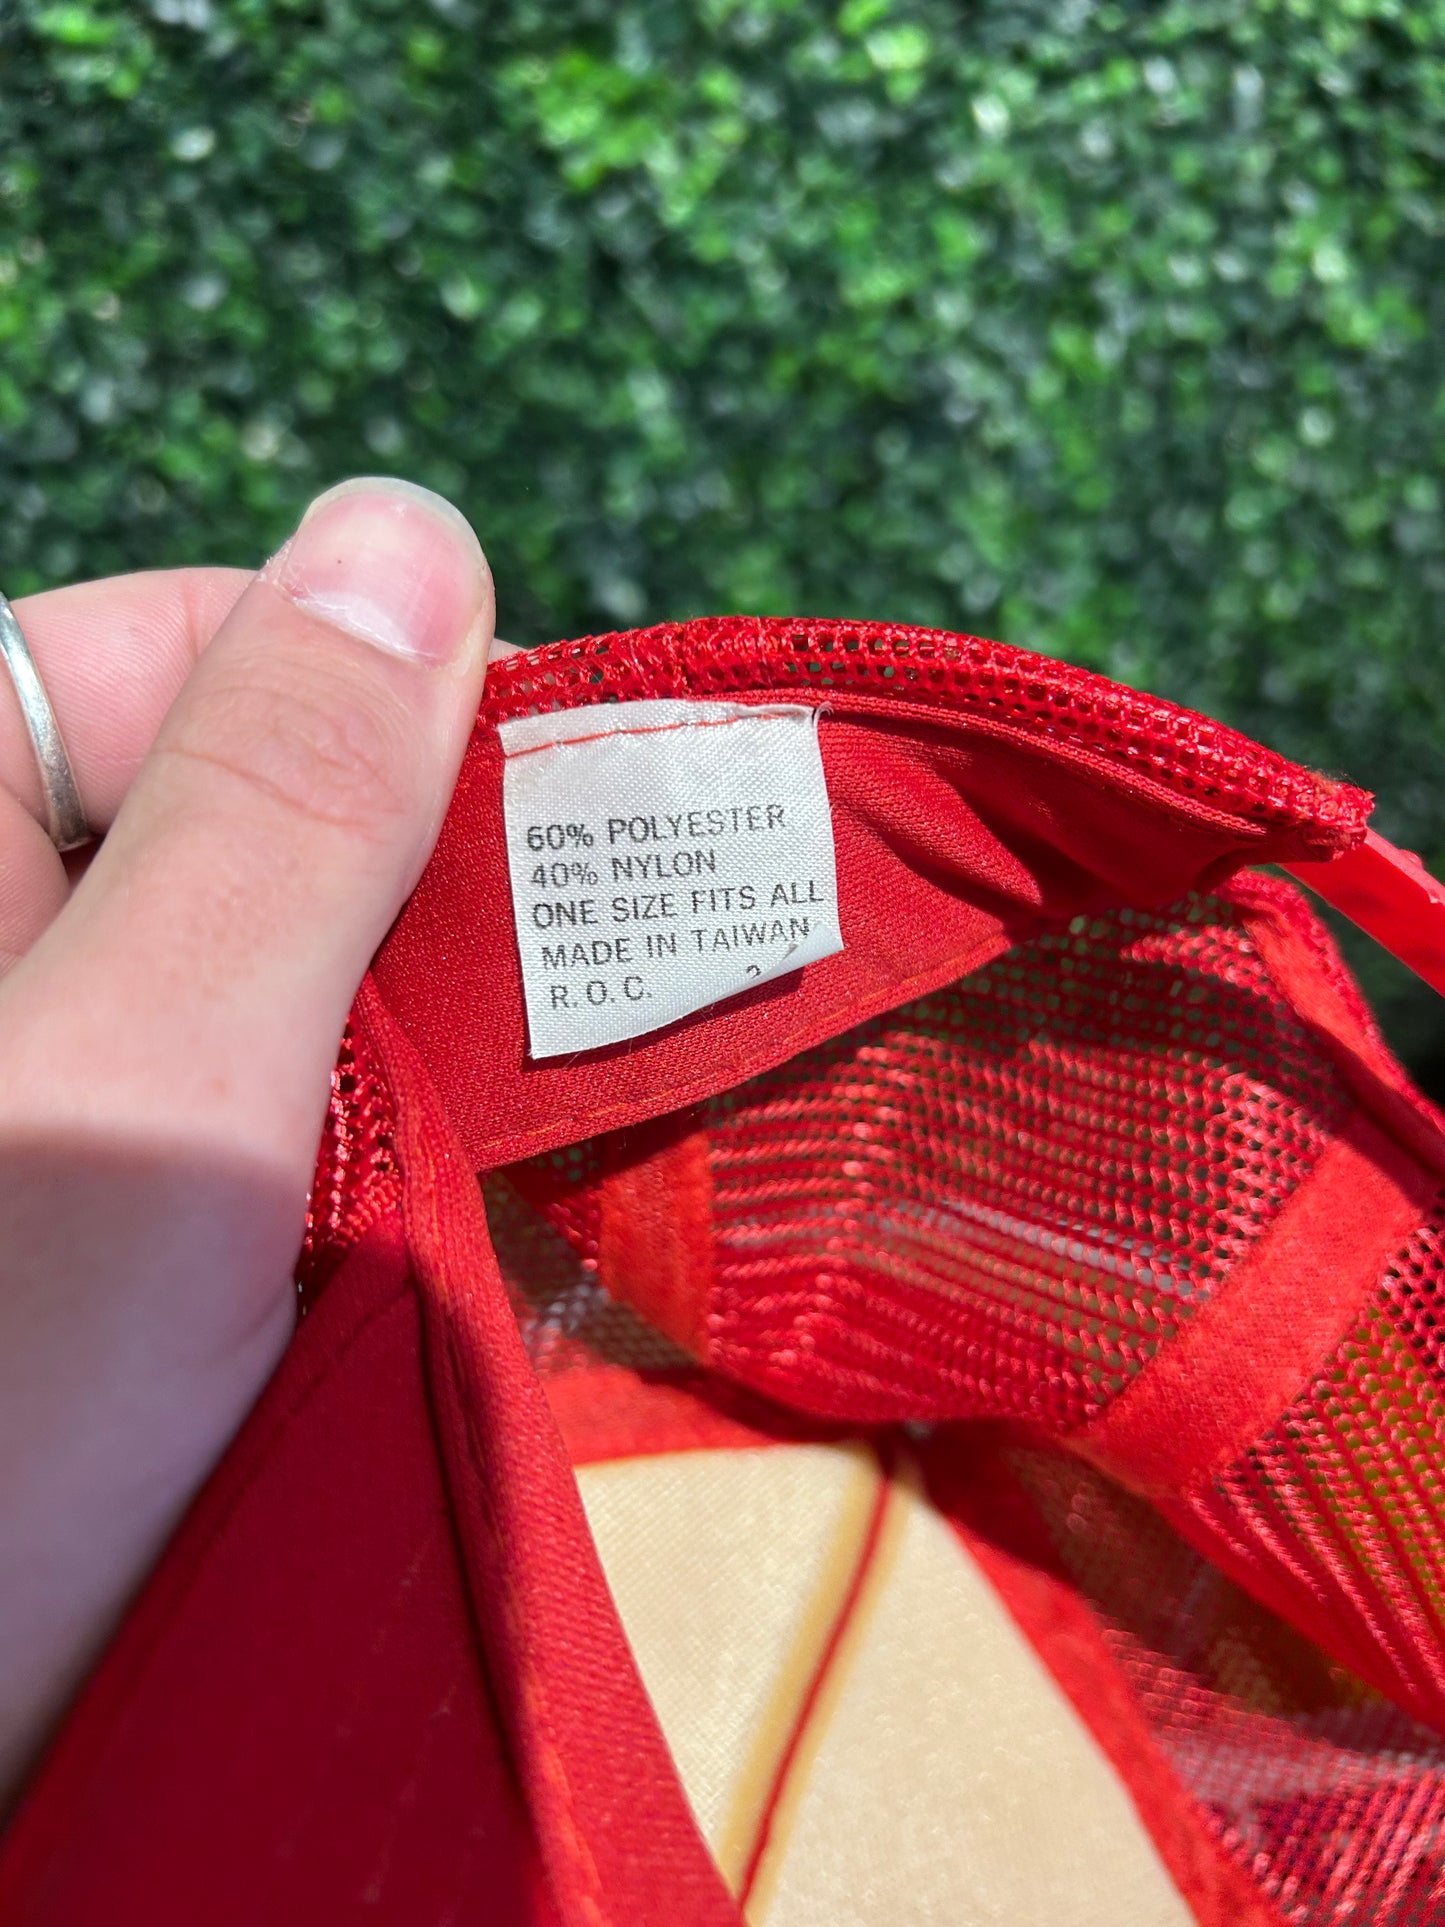 60% POLYESTER
40% NYLON
ONE SIZE FITS ALL
MADE IN TAIWAN
R.O.C.